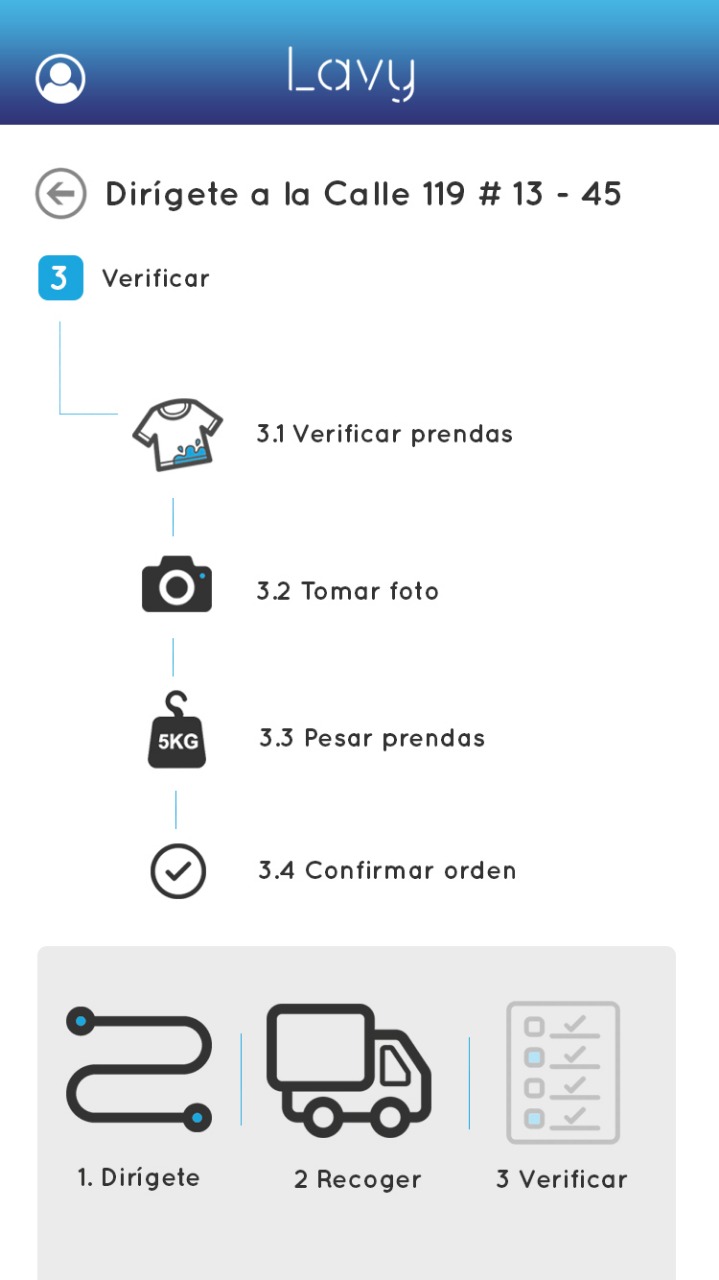 Lavy
Dirígete a la Calle 119 # 13 - 45
3 Verificar
3.1 Verificar prendas
3.2 Tomar foto
5KG
3.3 Pesar prendas
3.4 Confirmar orden
1. Dirígete
2 Recoger
3 Verificar